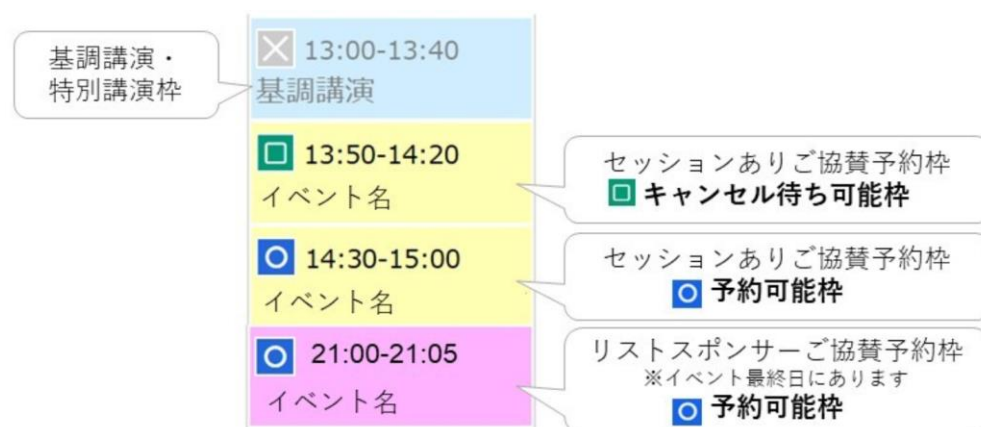 基調講演・
特別講演枠
13:00-13:40
基調講演
13:50-14:20
イベント名
セッションありご協賛予約枠
キャンセル待ち可能枠
14:30-15:00
イベント名
セッションありご協賛予約枠
予約可能枠
21:00-21:05
イベント名
リストスポンサーご協賛予約枠
※イベント最終日にあります
予約可能枠